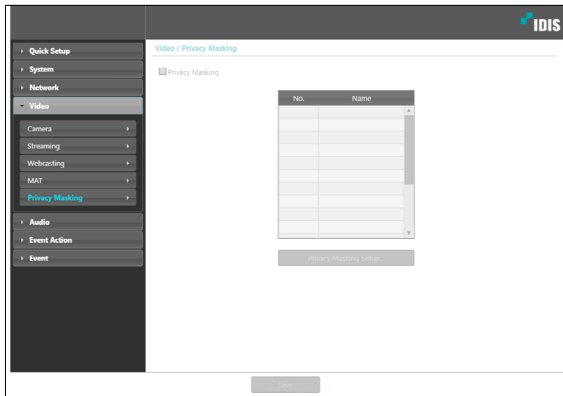 IDIS
Quick Setup
System
Network
Video
Camera
Streaming
Webcasting
MAT
Privacy Masking
Audio
Event Action
Event
Video / Privacy Masking
Privacy Masking
No. Name
Privacy Masking Setup...
Save